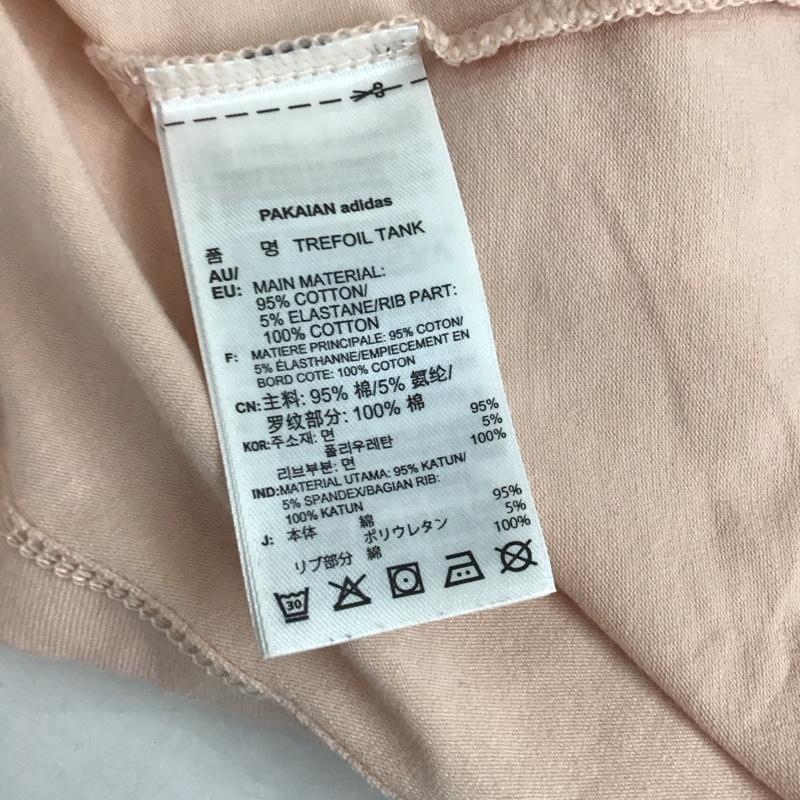 PAKAIAN adidas
품 명 TREFOIL TANK
AU/
EU: MAIN MATERIAL:
95% COTTON/
5% ELASTANE/RIB PART:
100% COTTON
F: MATIERE PRINCIPALE: 95% COTON/
5% ÉLASTHANNE/EMPIECEMENT EN
BORD COTE: 100% COTON
CN: 主料: 95% 棉/5% 氨纶/
罗纹部分: 100% 棉
KOR: 주소재: 면 95%
폴리우레탄 5%
리브부분: 면 100%
IND: MATERIAL UTAMA: 95% KATUN/
5% SPANDEX/BAGIAN RIB:
100% KATUN
J: 本体 綿 95%
ポリウレタン 5%
リブ部分 綿 100%
30